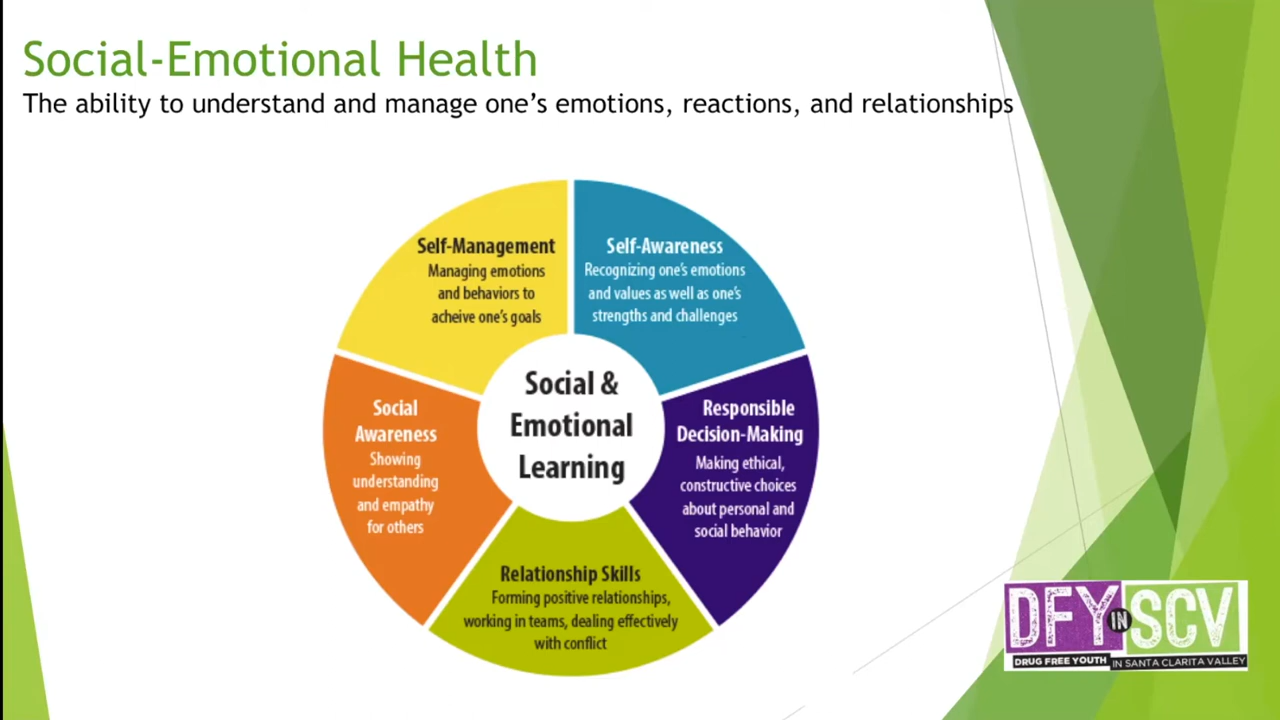 Social-Emotional Health
The ability to understand and manage one’s emotions, reactions, and relationships
Self-Management
Managing emotions
and behaviors to
acheive one’s goals
Self-Awareness
Recognizing one’s emotions
and values as well as one’s
strengths and challenges
Social & 
Emotional
Learning
Social
Awareness
Showing
understanding
and empathy
for others
Responsible
Decision-Making
Making ethical,
constructive choices
about personal and
social behavior
Relationship Skills
Forming positive relationships,
working in teams, dealing effectively
with conflict
DFY IN SCV
DRUG FREE YOUTH IN SANTA CLARITA VALLEY